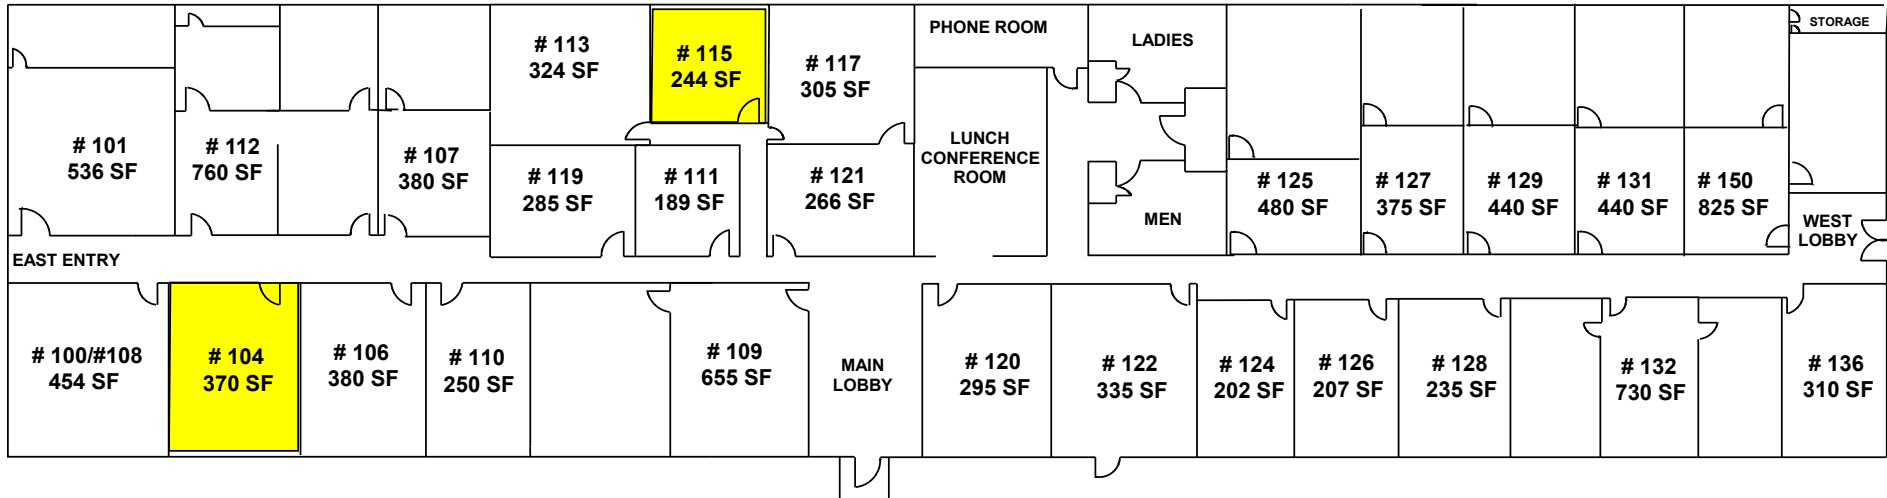 # 113
324 SF
# 115
244 SF
# 117
305 SF
PHONE ROOM
LADIES
STORAGE
# 101
536 SF
# 112
760 SF
# 107
380 SF
# 119
285 SF
# 111
189 SF
# 121
266 SF
LUNCH
CONFERENCE
ROOM
MEN
# 125
480 SF
# 127
375 SF
# 129
440 SF
# 131
440 SF
# 150
825 SF
WEST
LOBBY
EAST ENTRY
# 100/#108
454 SF
# 104
370 SF
# 106
380 SF
# 110
250 SF
# 109
655 SF
MAIN
LOBBY
# 120
295 SF
# 122
335 SF
# 124
202 SF
# 126
207 SF
# 128
235 SF
# 132
730 SF
# 136
310 SF